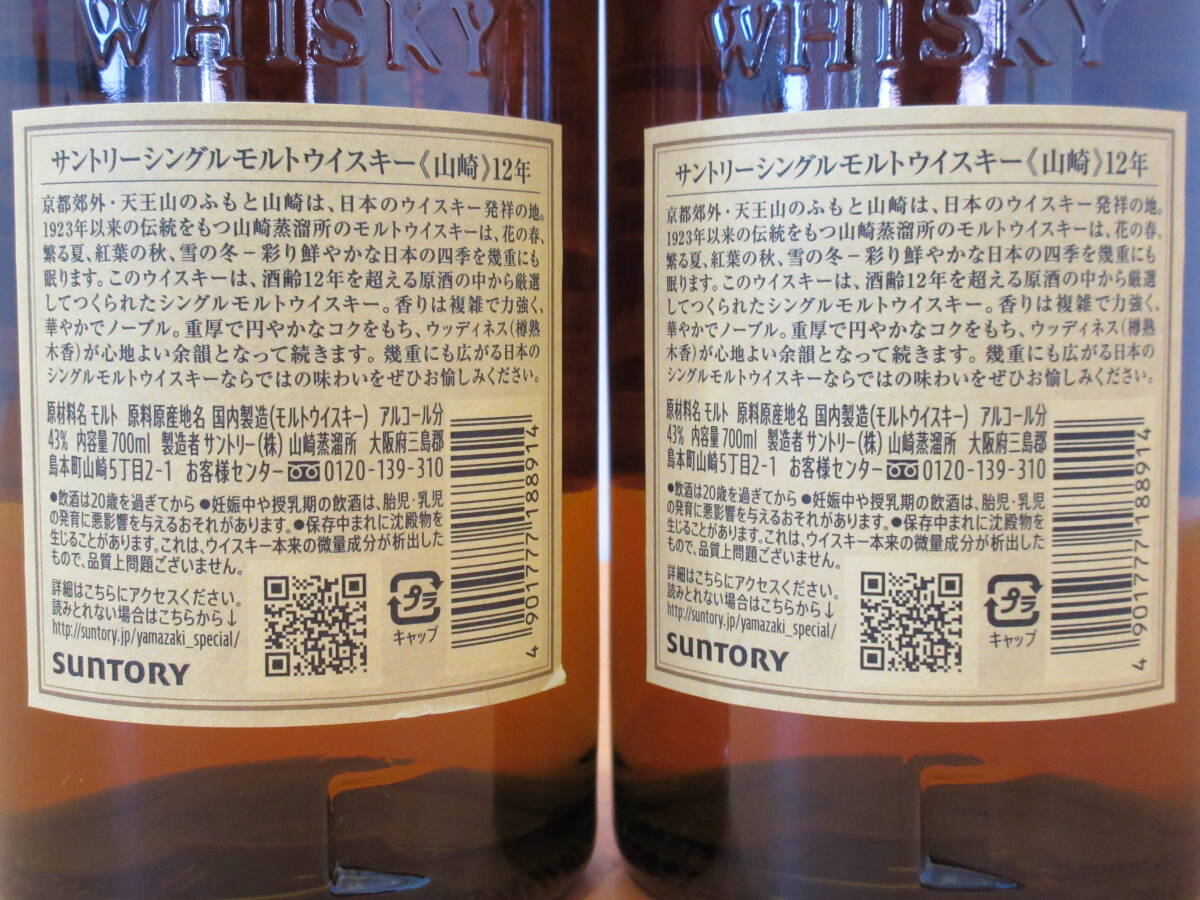 WHISKY
サントリーシングルモルトウイスキー《山崎》12年
京都郊外・天王山のふもと山崎は、日本のウイスキー発祥の地。
1923年以来の伝統をもつ山崎蒸溜所のモルトウイスキーは、花の春、
繁る夏、紅葉の秋、雪の冬－彩り鮮やかな日本の四季を幾重にも
眠ります。このウイスキーは、酒齢12年を超える原酒の中から厳選
してつくられたシングルモルトウイスキー。香りは複雑で力強く、
華やかでノーブル。重厚で円やかなコクをもち、ウッディネス(樽熟
木香)が心地よい余韻となって続きます。幾重にも広がる日本の
シングルモルトウイスキーならではの味わいをぜひお愉しみください。
原材料名 モルト 原料原産地名 国内製造(モルトウイスキー) アルコール分
43% 内容量 700ml 製造者 サントリー(株) 山崎蒸溜所 大阪府三島郡
島本町山崎5丁目2-1 お客様センター 0120-139-310
●飲酒は20歳を過ぎてから ●妊娠中や授乳期の飲酒は、胎児・乳児
の発育に悪影響を与えるおそれがあります。●保存中まれに沈殿物を
生じることがあります。これは、ウイスキー本来の微量成分が析出した
もので、品質上問題ございません。
詳細はこちらにアクセスください。
読みとれない場合はこちらから↓
http://suntory.jp/yamazaki_special/
SUNTORY
プラ
キャップ
4 901777 188914
WHISKY
サントリーシングルモルトウイスキー《山崎》12年
京都郊外・天王山のふもと山崎は、日本のウイスキー発祥の地。
1923年以来の伝統をもつ山崎蒸溜所のモルトウイスキーは、花の春、
繁る夏、紅葉の秋、雪の冬－彩り鮮やかな日本の四季を幾重にも
眠ります。このウイスキーは、酒齢12年を超える原酒の中から厳選
してつくられたシングルモルトウイスキー。香りは複雑で力強く、
華やかでノーブル。重厚で円やかなコクをもち、ウッディネス(樽熟
木香)が心地よい余韻となって続きます。幾重にも広がる日本の
シングルモルトウイスキーならではの味わいをぜひお愉しみください。
原材料名 モルト 原料原産地名 国内製造(モルトウイスキー) アルコール分
43% 内容量 700ml 製造者 サントリー(株) 山崎蒸溜所 大阪府三島郡
島本町山崎5丁目2-1 お客様センター 0120-139-310
●飲酒は20歳を過ぎてから ●妊娠中や授乳期の飲酒は、胎児・乳児
の発育に悪影響を与えるおそれがあります。●保存中まれに沈殿物を
生じることがあります。これは、ウイスキー本来の微量成分が析出した
もので、品質上問題ございません。
詳細はこちらにアクセスください。
読みとれない場合はこちらから↓
http://suntory.jp/yamazaki_special/
SUNTORY
プラ
キャップ
4 901777 188914